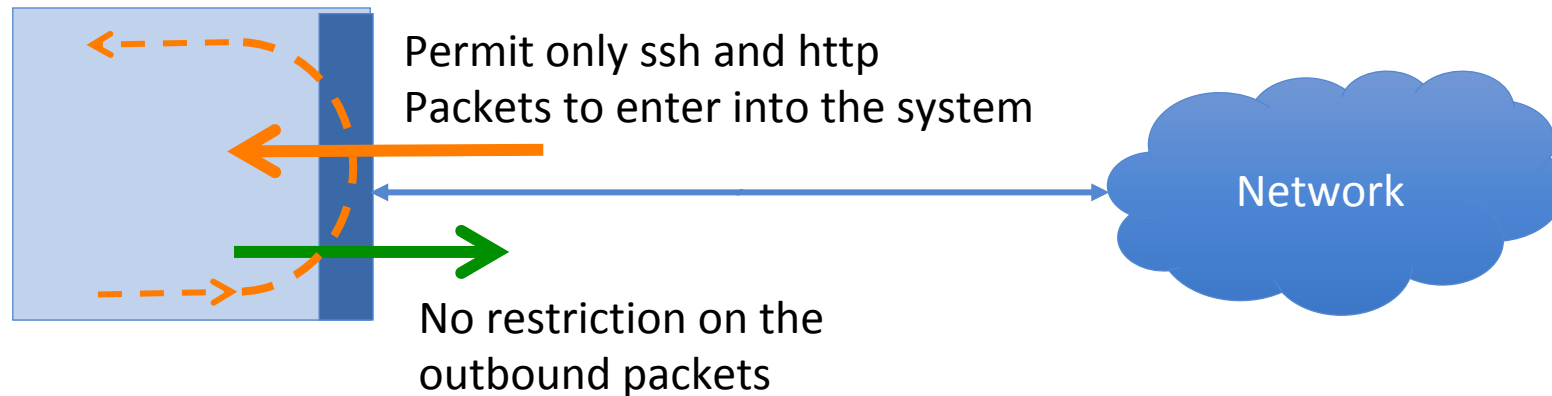 Permit only ssh and http
Packets to enter into the system
Network
No restriction on the
outbound packets